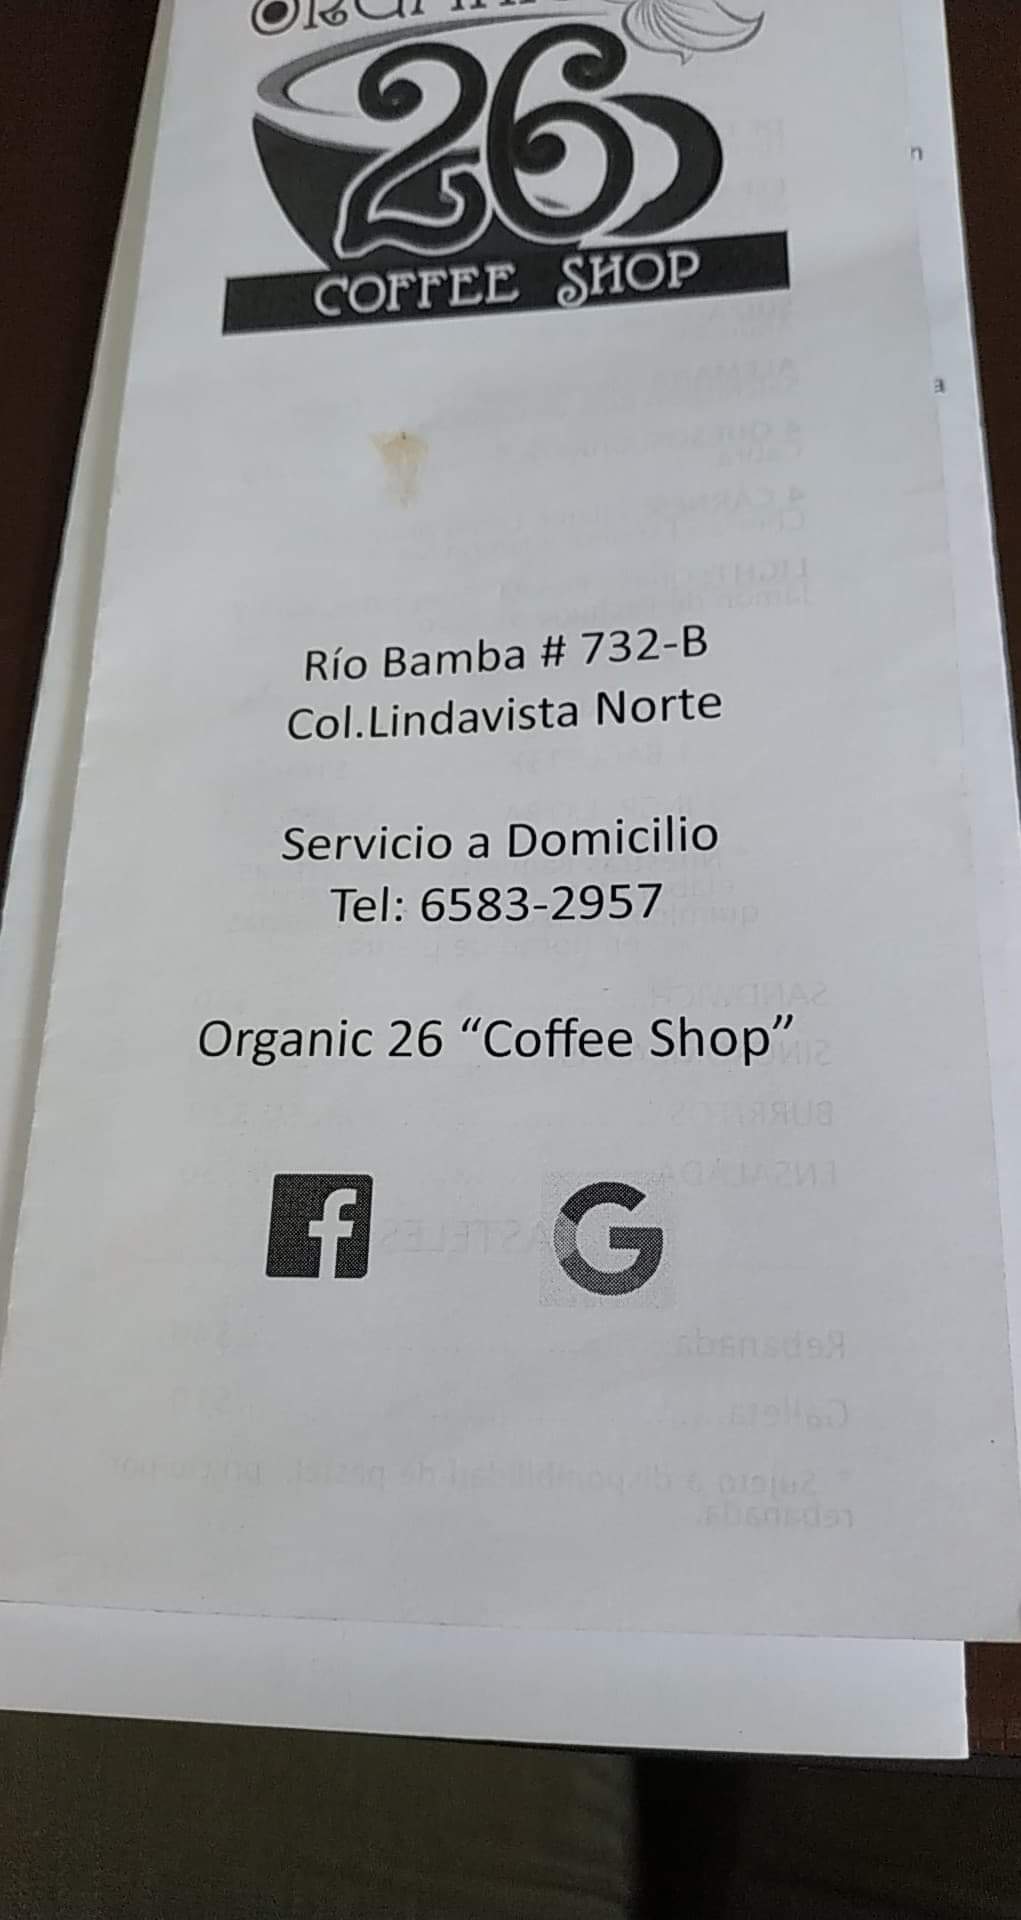 26
COFFEE SHOP
Río Bamba # 732-B
Col.Lindavista Norte
Servicio a Domicilio
Tel: 6583-2957
Organic 26 “Coffee Shop”
f
G